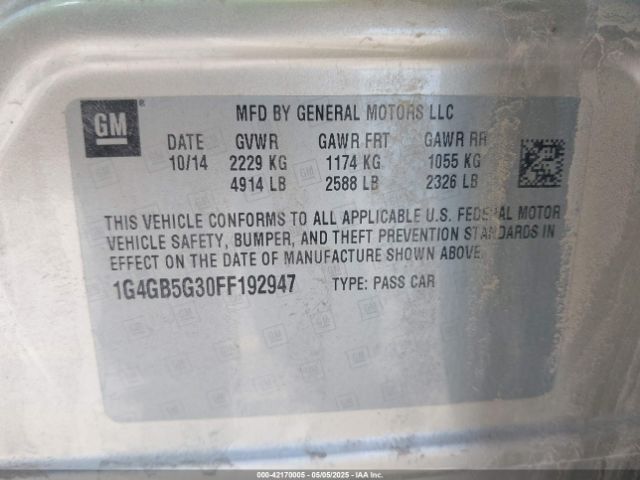 GM ®
MFD BY GENERAL MOTORS LLC
DATE GVWR GAWR FRT GAWR RR
10/14 2229 KG 1174 KG 1055 KG
4914 LB 2588 LB 2326 LB
THIS VEHICLE CONFORMS TO ALL APPLICABLE U.S. FEDERAL MOTOR
VEHICLE SAFETY, BUMPER, AND THEFT PREVENTION STANDARDS IN
EFFECT ON THE DATE OF MANUFACTURE SHOWN ABOVE.
1G4GB5G30FF192947 TYPE: PASS CAR
000-42170005 - 05/05/2025 - IAAI.COM